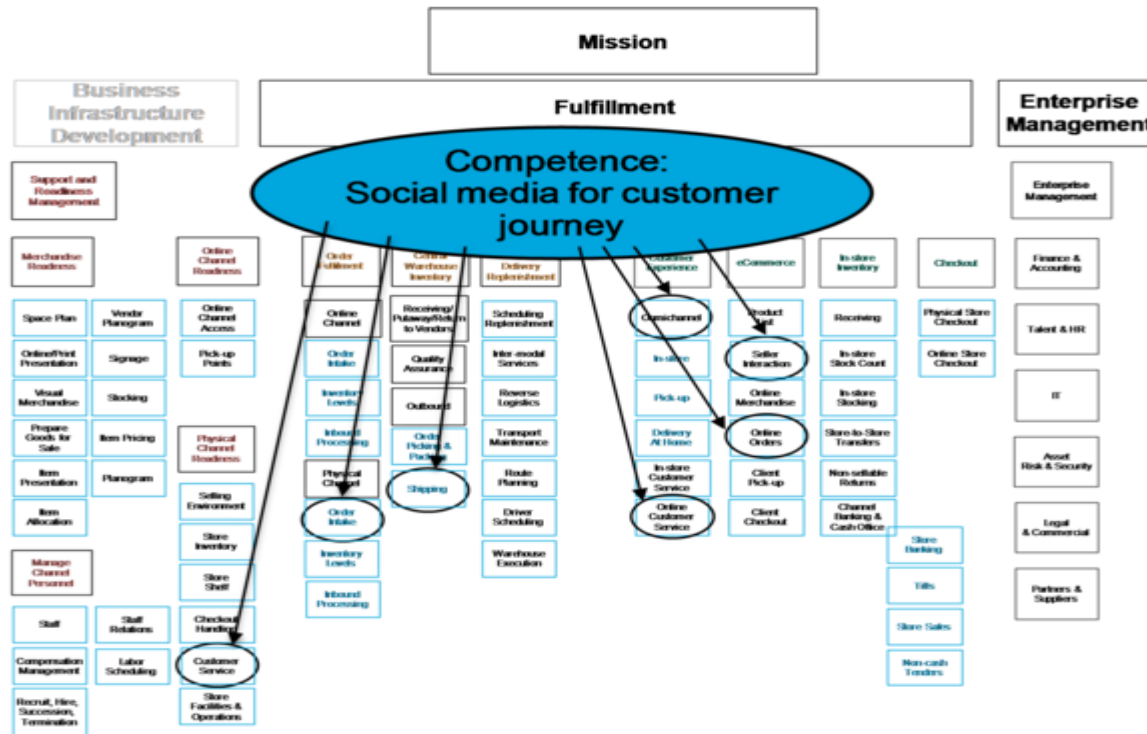 Mission
Business
Infrastructure
Development
Fulfillment
Enterprise
Management
Competence:
Social media for customer
journey
Support and
Readiness
Management
Enterprise
Management
Merchandise
Readiness
Online
Channel
Readiness
Order
Fulfillment
Central
Warehouse
Inventory
Delivery
Replenishment
Customer
Experience
eCommerce
In-store
Inventory
Checkout
Finance &
Accounting
Space Plan
Vendor
Planogram
Online
Channel
Access
Online
Channel
Receiving/
Putaway/Return
to Vendors
Scheduling
Replenishment
Omnichannel
Product
List
Receiving
Physical Store
Checkout
Talent & HR
Online/Print
Presentation
Signage
Pick-up
Points
Order
Intake
Quality
Assurance
Inter-modal
Services
In-store
Seller
Interaction
In-store
Stock Count
Online Store
Checkout
Visual
Merchandise
Stocking
Inventory
Levels
Outbound
Reverse
Logistics
Pick-up
Online
Merchandise
In-store
Stocking
IT
Prepare
Goods for
Sale
Item Pricing
Physical
Channel
Readiness
Inbound
Processing
Order
Picking &
Packing
Transport
Maintenance
Delivery
At Home
Online
Orders
Store-to-Store
Transfers
Asset
Risk & Security
Item
Presentation
Planogram
Selling
Environment
Physical
Channel
Shipping
Route
Planning
In-store
Customer
Service
Client
Pick-up
Non-sellable
Returns
Item
Allocation
Store
Inventory
Order
Intake
Driver
Scheduling
Online
Customer
Service
Client
Checkout
Channel
Banking &
Cash Office
Legal
& Commercial
Manage
Channel
Personnel
Store
Shelf
Inventory
Levels
Warehouse
Execution
Store
Banking
Inbound
Processing
Tills
Partners &
Suppliers
Staff
Staff
Relations
Checkout
Handling
Store Sales
Compensation
Management
Labor
Scheduling
Customer
Service
Non-cash
Tenders
Recruit, Hire,
Succession,
Termination
Store
Facilities &
Operations